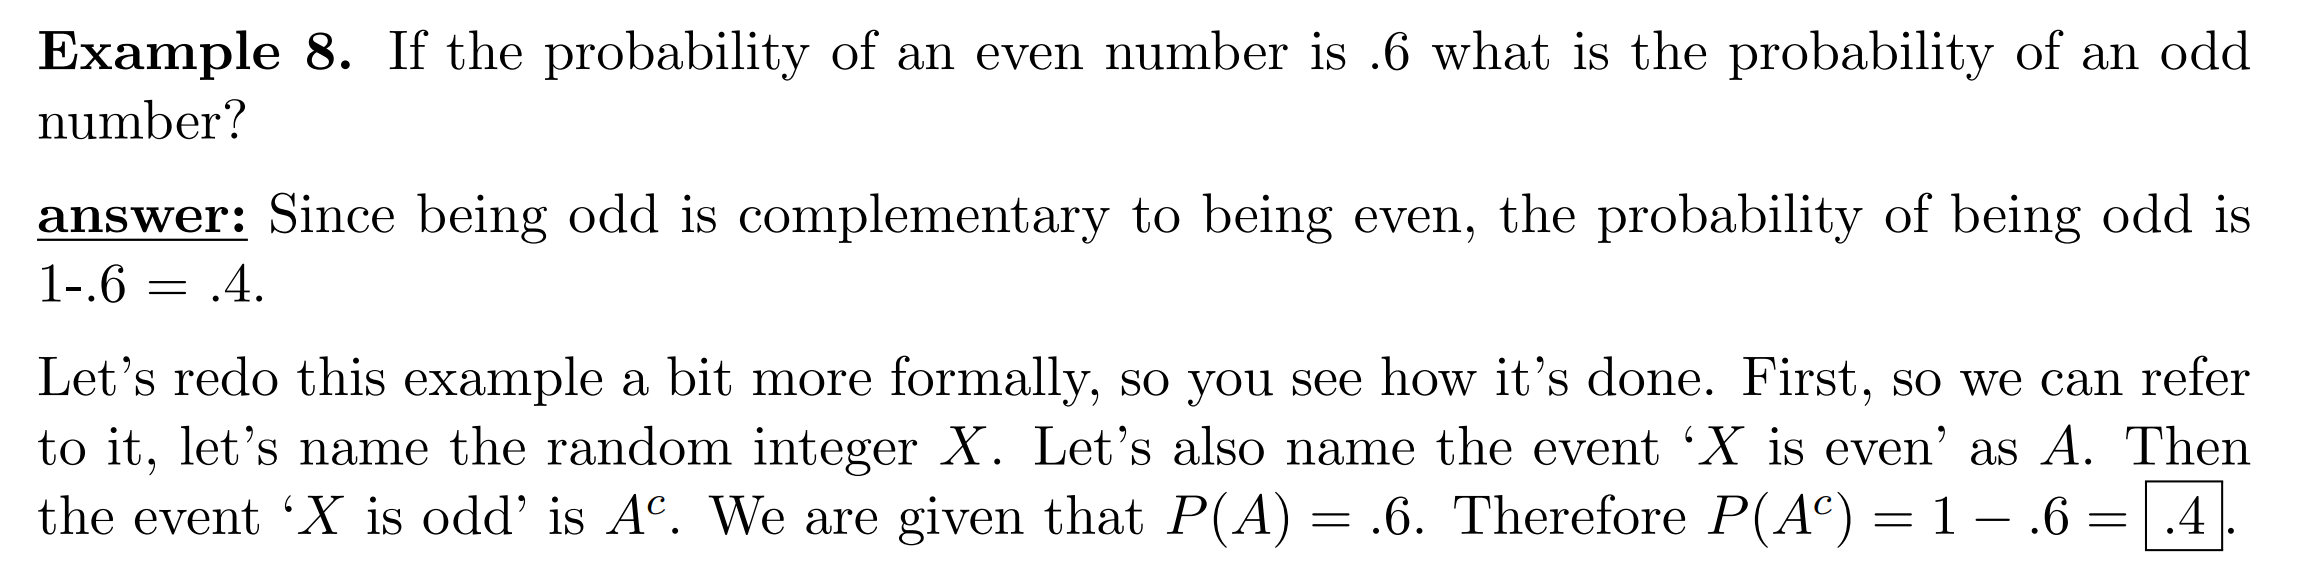 Example 8. If the probability of an even number is .6 what is the probability of an odd
number?
answer: Since being odd is complementary to being even, the probability of being odd is
1-.6 = .4.
Let’s redo this example a bit more formally, so you see how it’s done. First, so we can refer
to it, let’s name the random integer X. Let’s also name the event ‘X is even’ as A. Then
the event ‘X is odd’ is Aᶜ. We are given that P(A) = .6. Therefore P(Aᶜ) = 1 − .6 = .4.